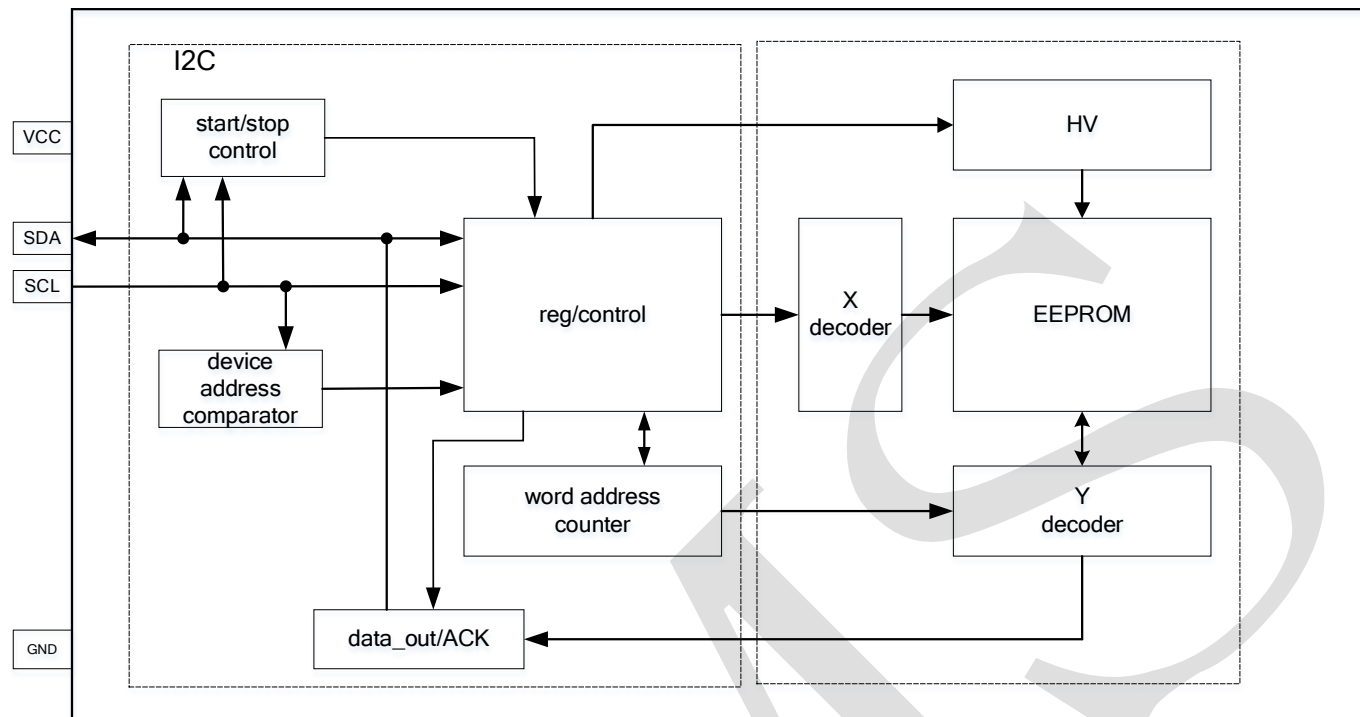 I2C
VCC
SDA
SCL
GND
start/stop
control
HV
reg/control
X
decoder
EEPROM
device
address
comparator
word address
counter
Y
decoder
data_out/ACK